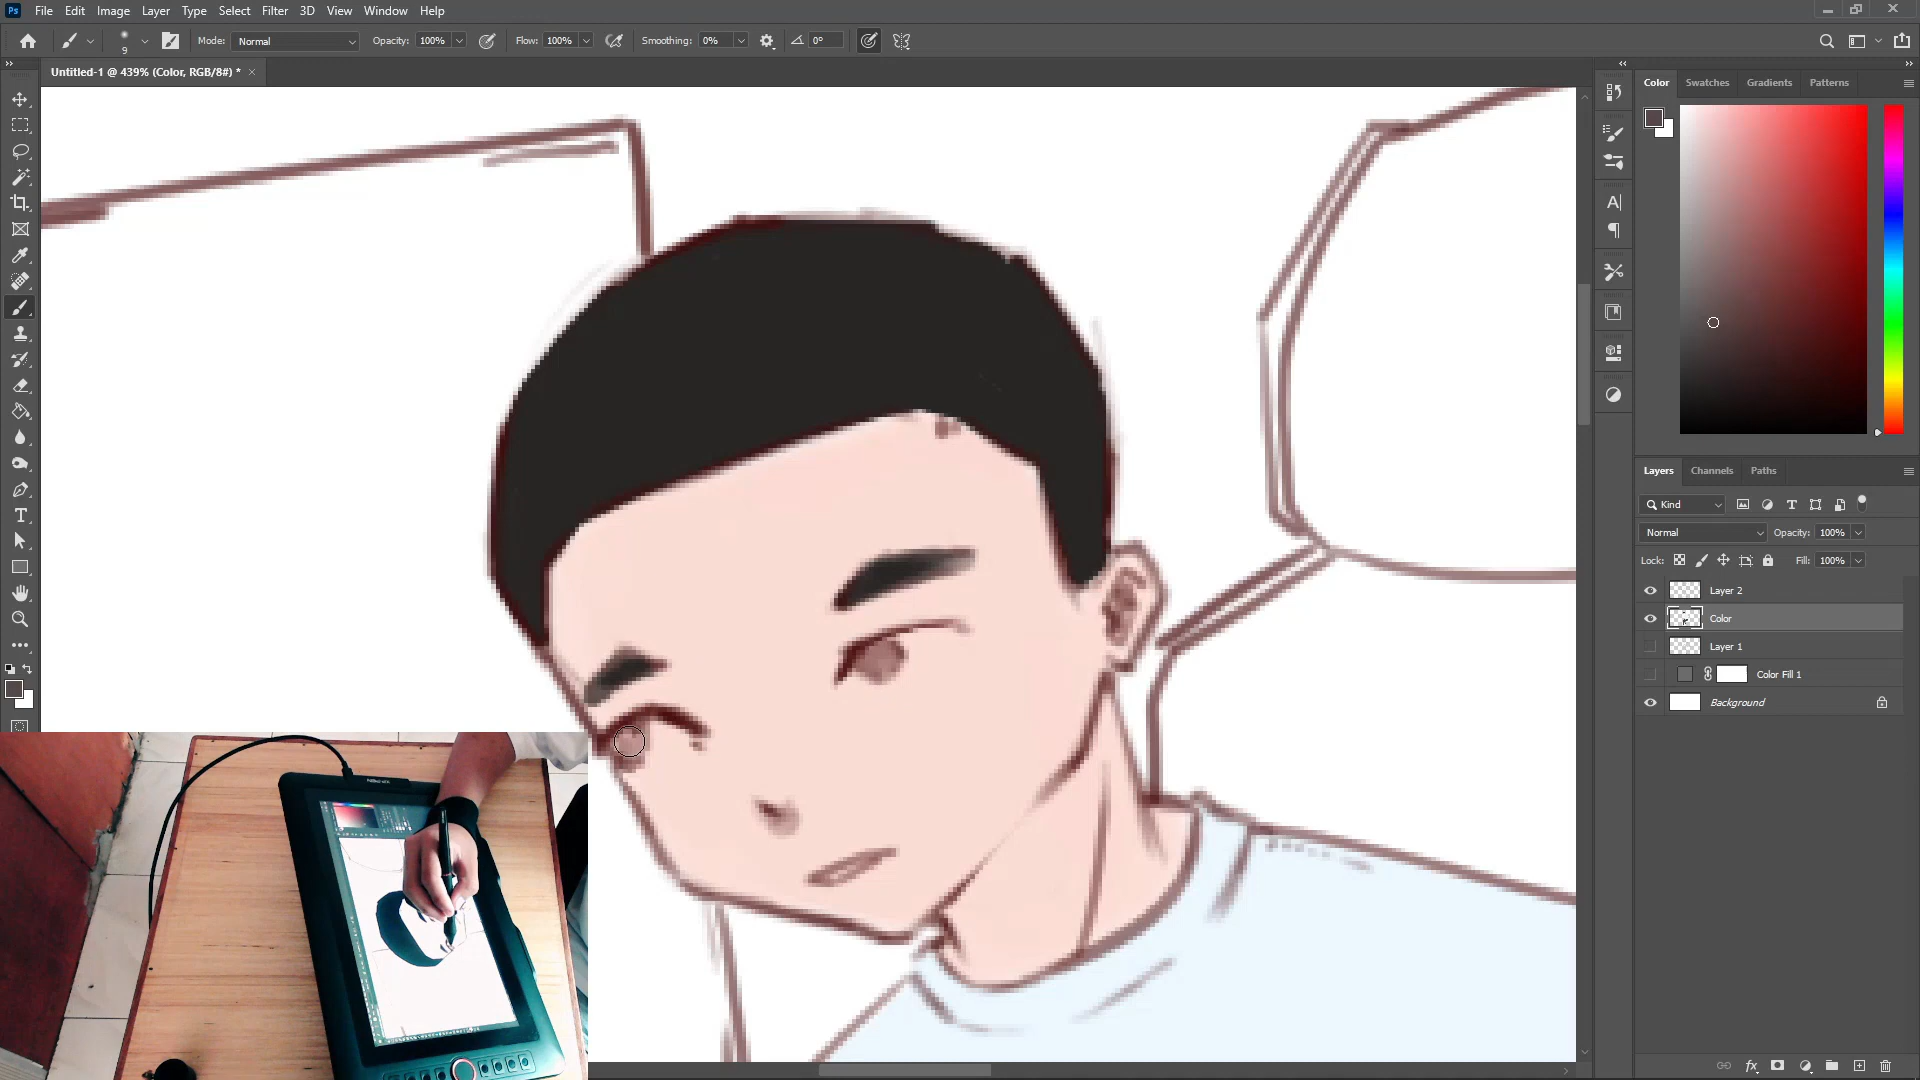 Ps File Edit Image Layer Type Select Filter 3D View Window Help
9 Mode: Normal Opacity: 100% Flow: 100% Smoothing: 0% 0°
Untitled-1 @ 439% (Color, RGB/8#) * ×
Color Swatches Gradients Patterns
Layers Channels Paths
Kind
Normal Opacity: 100%
Lock: Fill: 100%
Layer 2
Color
Layer 1
Color Fill 1
Background